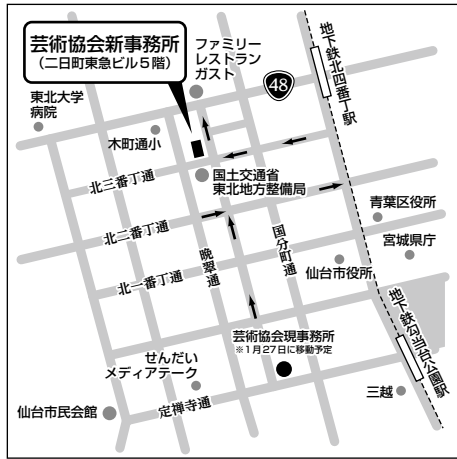 芸術協会新事務所
（二日町東急ビル５階）
ファミリー
レストラン
ガスト
48
地下鉄北四番丁駅
東北大学
病院
木町通小
国土交通省
東北地方整備局
北三番丁通
北二番丁通
北一番丁通
晩翠通
国分町通
青葉区役所
宮城県庁
仙台市役所
芸術協会現事務所
※１月２７日に移動予定
地下鉄勾当台公園駅
せんだい
メディアテーク
仙台市民会館
定禅寺通
三越